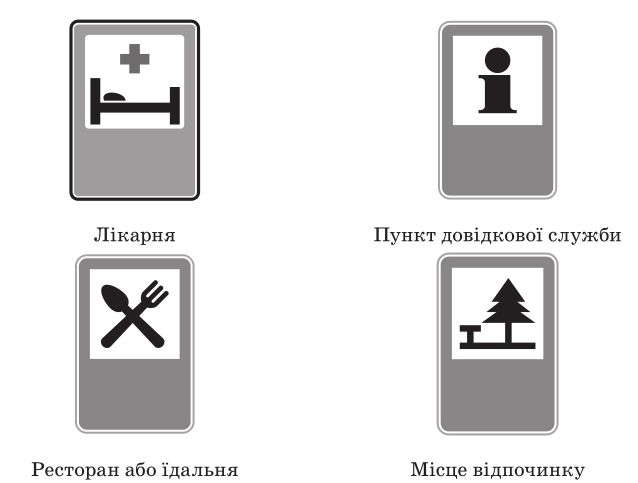 Лікарня
Пункт довідкової служби
Ресторан або їдальня
Місце відпочинку